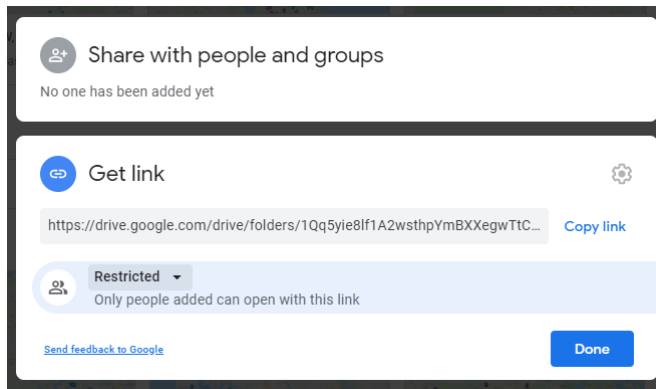 Share with people and groups
No one has been added yet
Get link
https://drive.google.com/drive/folders/1Qq5yie8lf1A2wsthpYmBXXegwTtC...
Copy link
Restricted
Only people added can open with this link
Send feedback to Google
Done